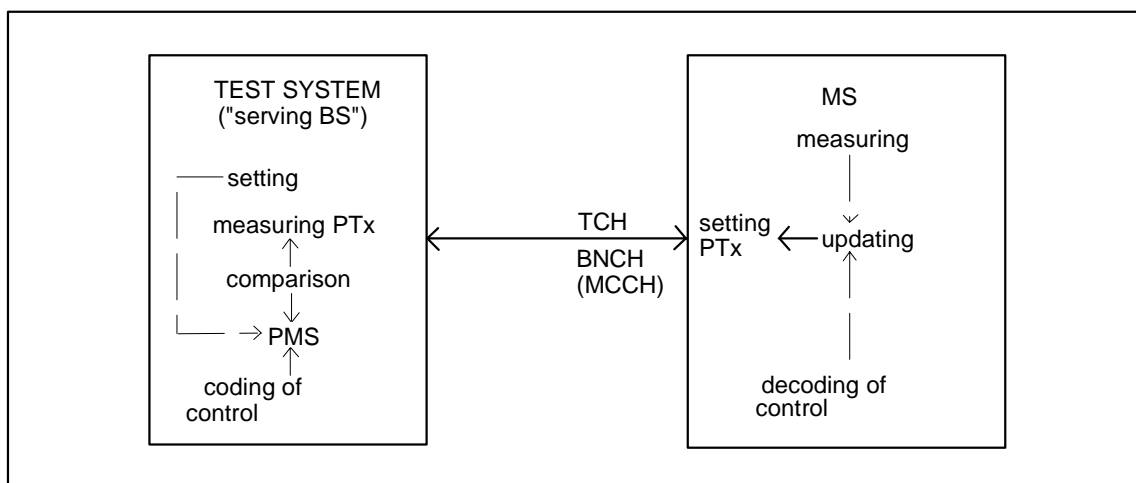 TEST SYSTEM
("serving BS")
setting
measuring PTx
comparison
PMS
coding of
control
TCH
BNCH
(MCCH)
MS
measuring
setting
PTx
updating
decoding of
control